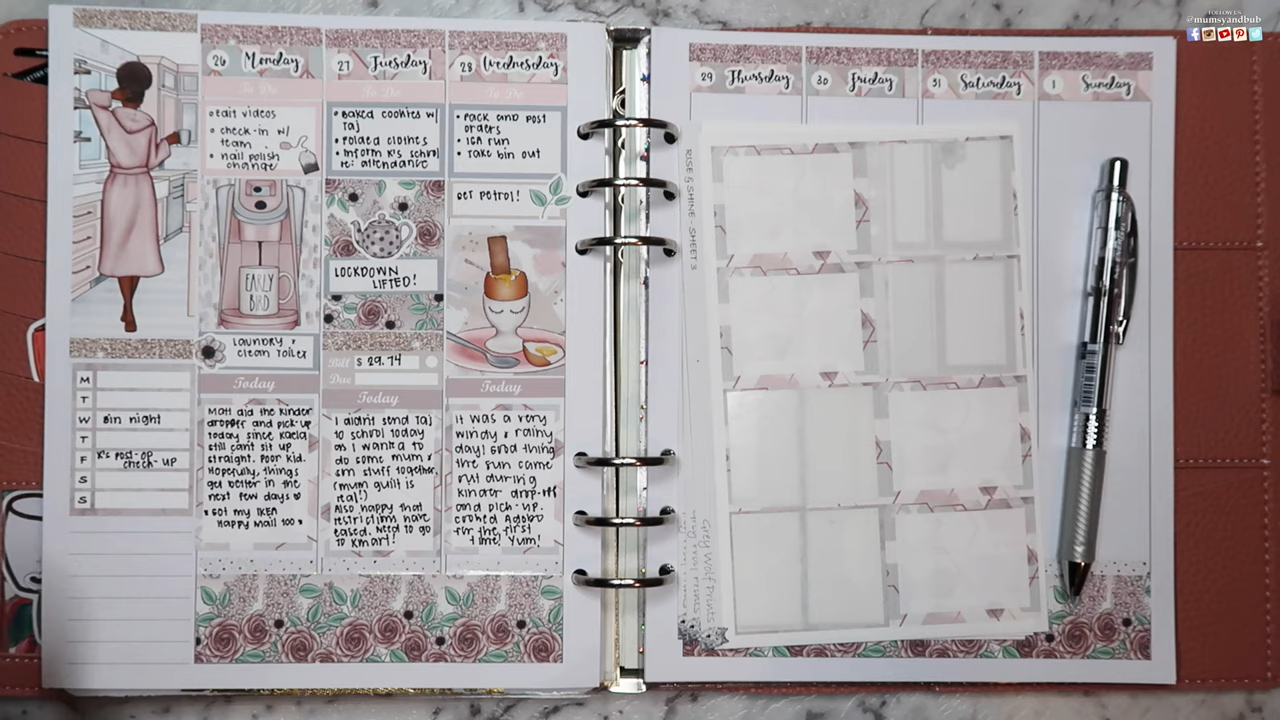 FOLLOW US
@mumsyandbub
26 Monday
To Do
edit videos
check-in w/
team
nail polish
change
EARLY
BIRD
LAUNDRY &
clean TOILET
Today
Matt did the kinder
dropoff and pick-up
today since Kaela
still cant sit up
straight. Poor kid.
Hopefully, things
get better in the
next few days
* Got my IKEA
Happy Mail too *
27 Tuesday
To Do
Baked cookies w/
Taj
Folded clothes
Inform K's school
re: attendance
LOCKDOWN
LIFTED!
Bill $ 29.74
Due
Today
I didn't send Taj
to school today
as I wanted to
do some mum &
son stuff together.
(mum guilt is
real!)
Also happy that
restrictions have
eased. Need to go
to Kmart!
28 Wednesday
To Do
Pack and post
orders
IGA run
Take bin out
GET PETROL!
Today
It was a very
windy & rainy
day! Good thing
the sun came
out during
kinder drop-off
and pick-up.
Cooked Adobo
for the first
time! Yum!
M
T
W Bin night
T
F K's post-op
check-up
S
S
29 Thursday
30 Friday
31 Saturday
1 Sunday
RISE & SHINE - SHEET 3
Grey Wolf Prints